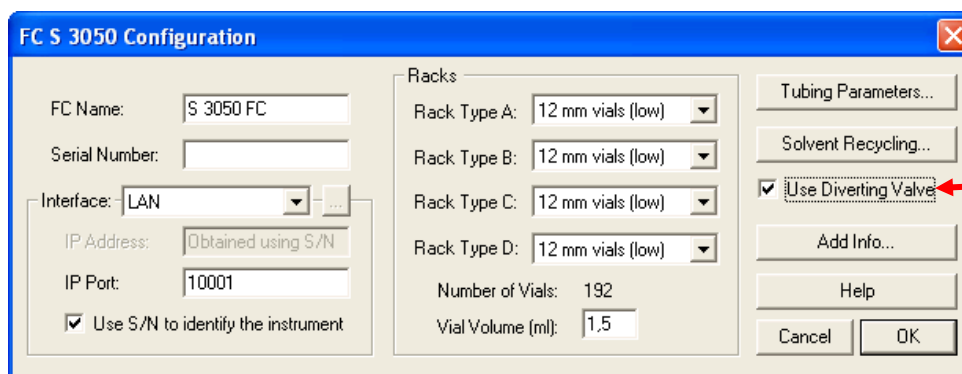 FC S 3050 Configuration
FC Name: S 3050 FC
Serial Number:
Interface: LAN ...
IP Address: Obtained using S/N
IP Port: 10001
Use S/N to identify the instrument
Racks
Rack Type A: 12 mm vials (low)
Rack Type B: 12 mm vials (low)
Rack Type C: 12 mm vials (low)
Rack Type D: 12 mm vials (low)
Number of Vials: 192
Vial Volume (ml): 1,5
Tubing Parameters...
Solvent Recycling...
Use Diverting Valve
Add Info...
Help
Cancel OK